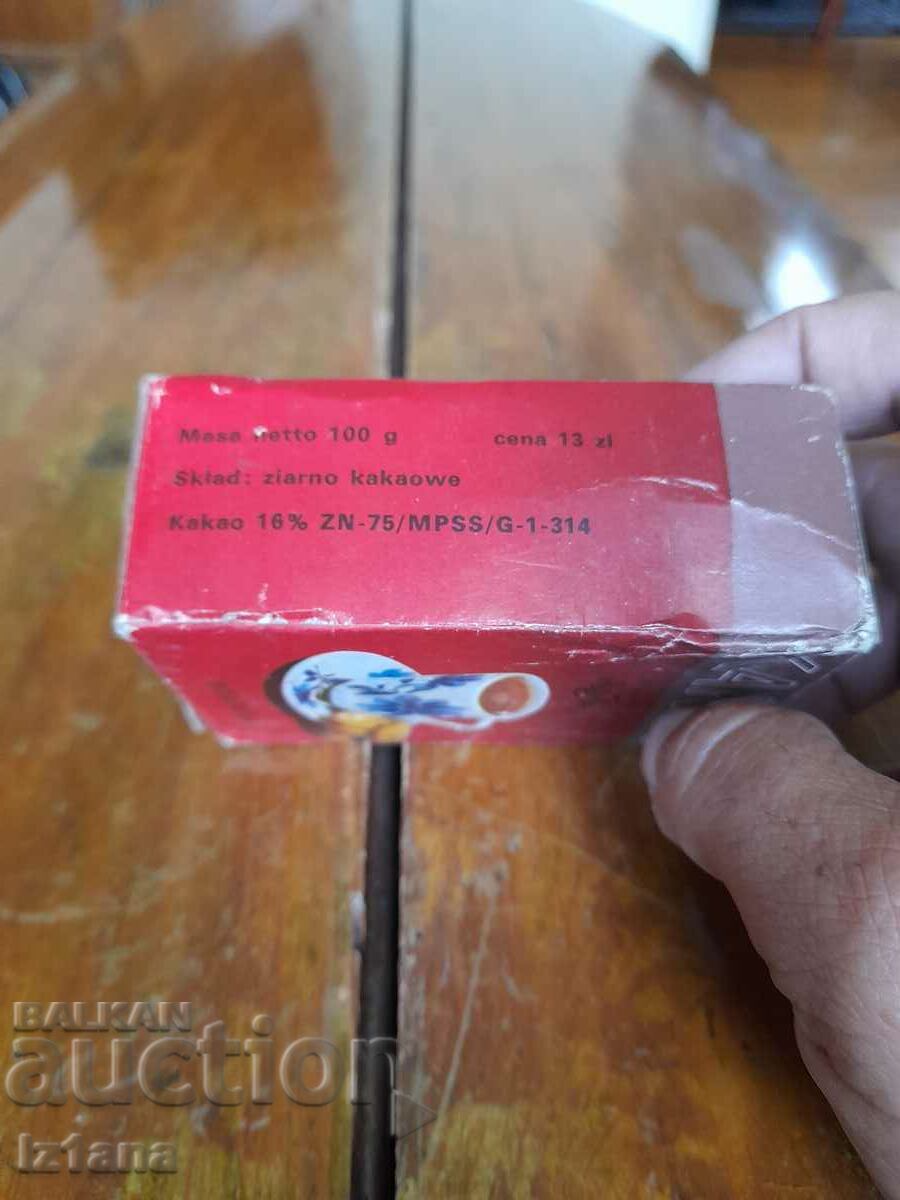 Masa netto 100 g cena 13 zł
Skład: ziarno kakaowe
Kakao 16% ZN-75/MPSS/G-1-314
BALKAN
auction
Iz1ana